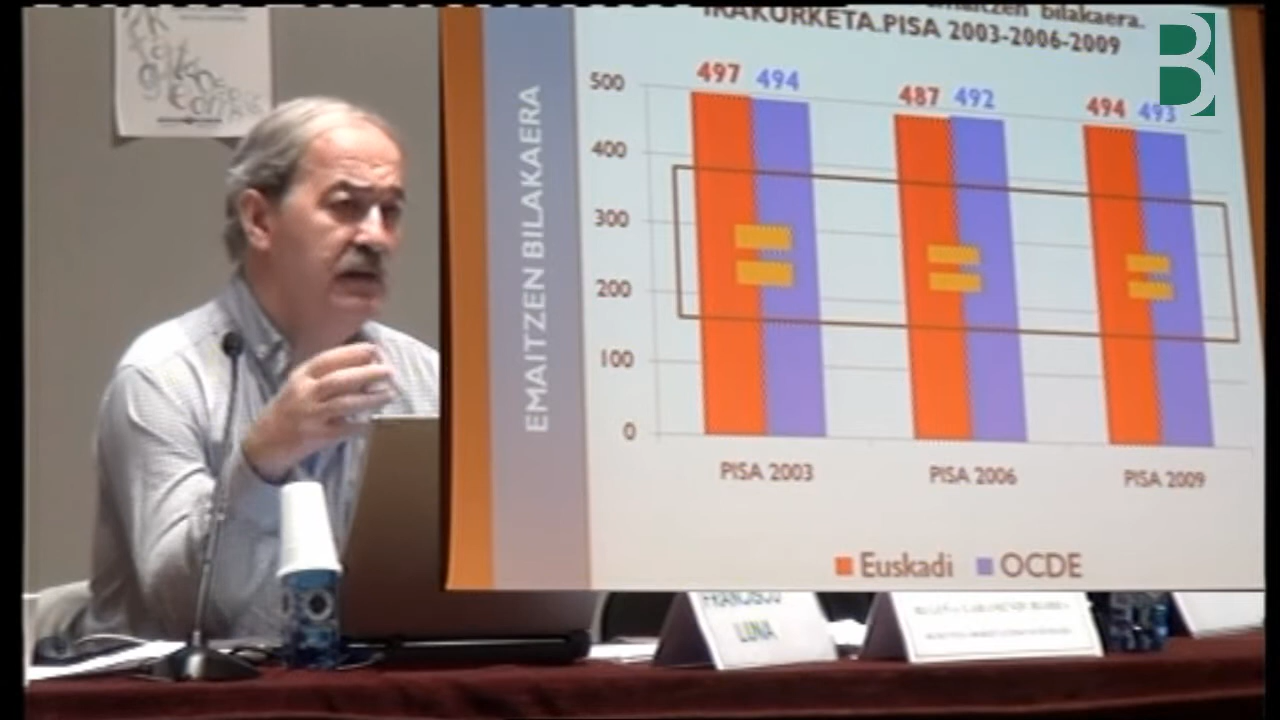 bilakaera.
IRAKURKETA.PISA 2003-2006-2009
B
EMAITZEN BILAKAERA
497 494
487 492
494 493
500
400
300
200
100
0
PISA 2003
PISA 2006
PISA 2009
Euskadi OCDE
FRANCISCO
LUNA